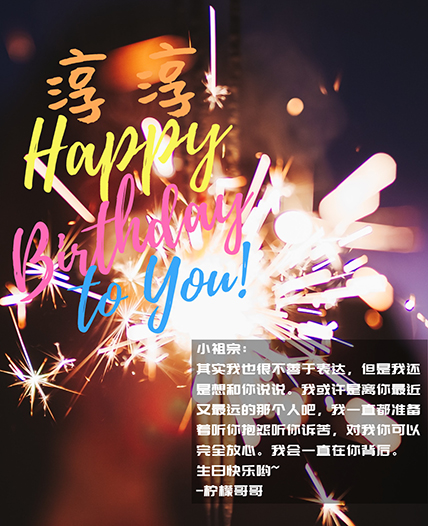 淳 淳
Happy
Birthday
to You!
小祖宗：
其实我也很不善于表达，但是我还
是想和你说说。我或许是离你最近
又最远的那个人吧，我一直都准备
着听你抱怨听你诉苦，对我你可以
完全放心。我会一直在你背后。
生日快乐哟~
-柠檬哥哥